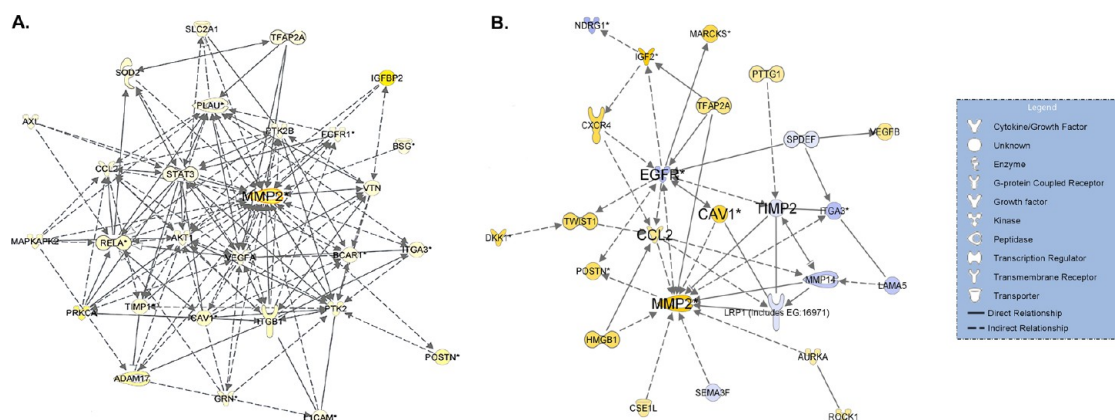 A.
SLC2A1
TFAP2A
SOD2
IGFBP2
PLAU*
AXL
PTK2B
FGFR1*
BSG*
CCL2
STAT3
VTN
MMP2*
MAPKAPK2
RELA*
AKT1
VEGFA
BCART*
ITGA3*
PRKCA
TIMP1*
CAV1*
ITGB1
PTK2
POSTN*
ADAM17
GRN*
L1CAM*
B.
NDRG1*
MARCKS*
IGF2*
PTTG1
CXCR4
TFAP2A
SPDEF
VEGFB
EGFR*
TWIST1
CAV1*
TIMP2
ITGA3*
DKK1*
CCL2
POSTN*
MMP14
LAMA5
MMP2*
LRP1 (includes EG:16971)
HMGB1
AURKA
CSE1L
SEMA3F
ROCK1
Legend
Cytokine/Growth Factor
Unknown
Enzyme
G-protein Coupled Receptor
Growth factor
Kinase
Peptidase
Transcription Regulator
Transmembrane Receptor
Transporter
Direct Relationship
Indirect Relationship